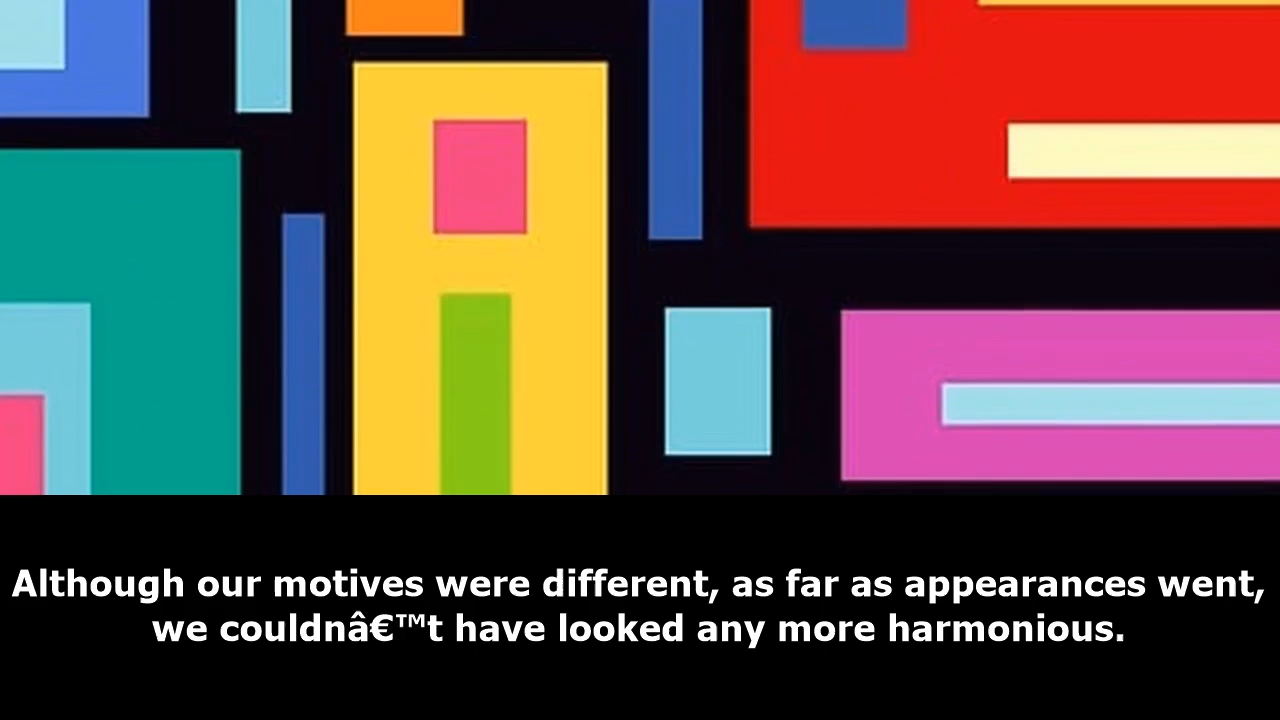 Although our motives were different, as far as appearances went,
we couldnâ€™t have looked any more harmonious.